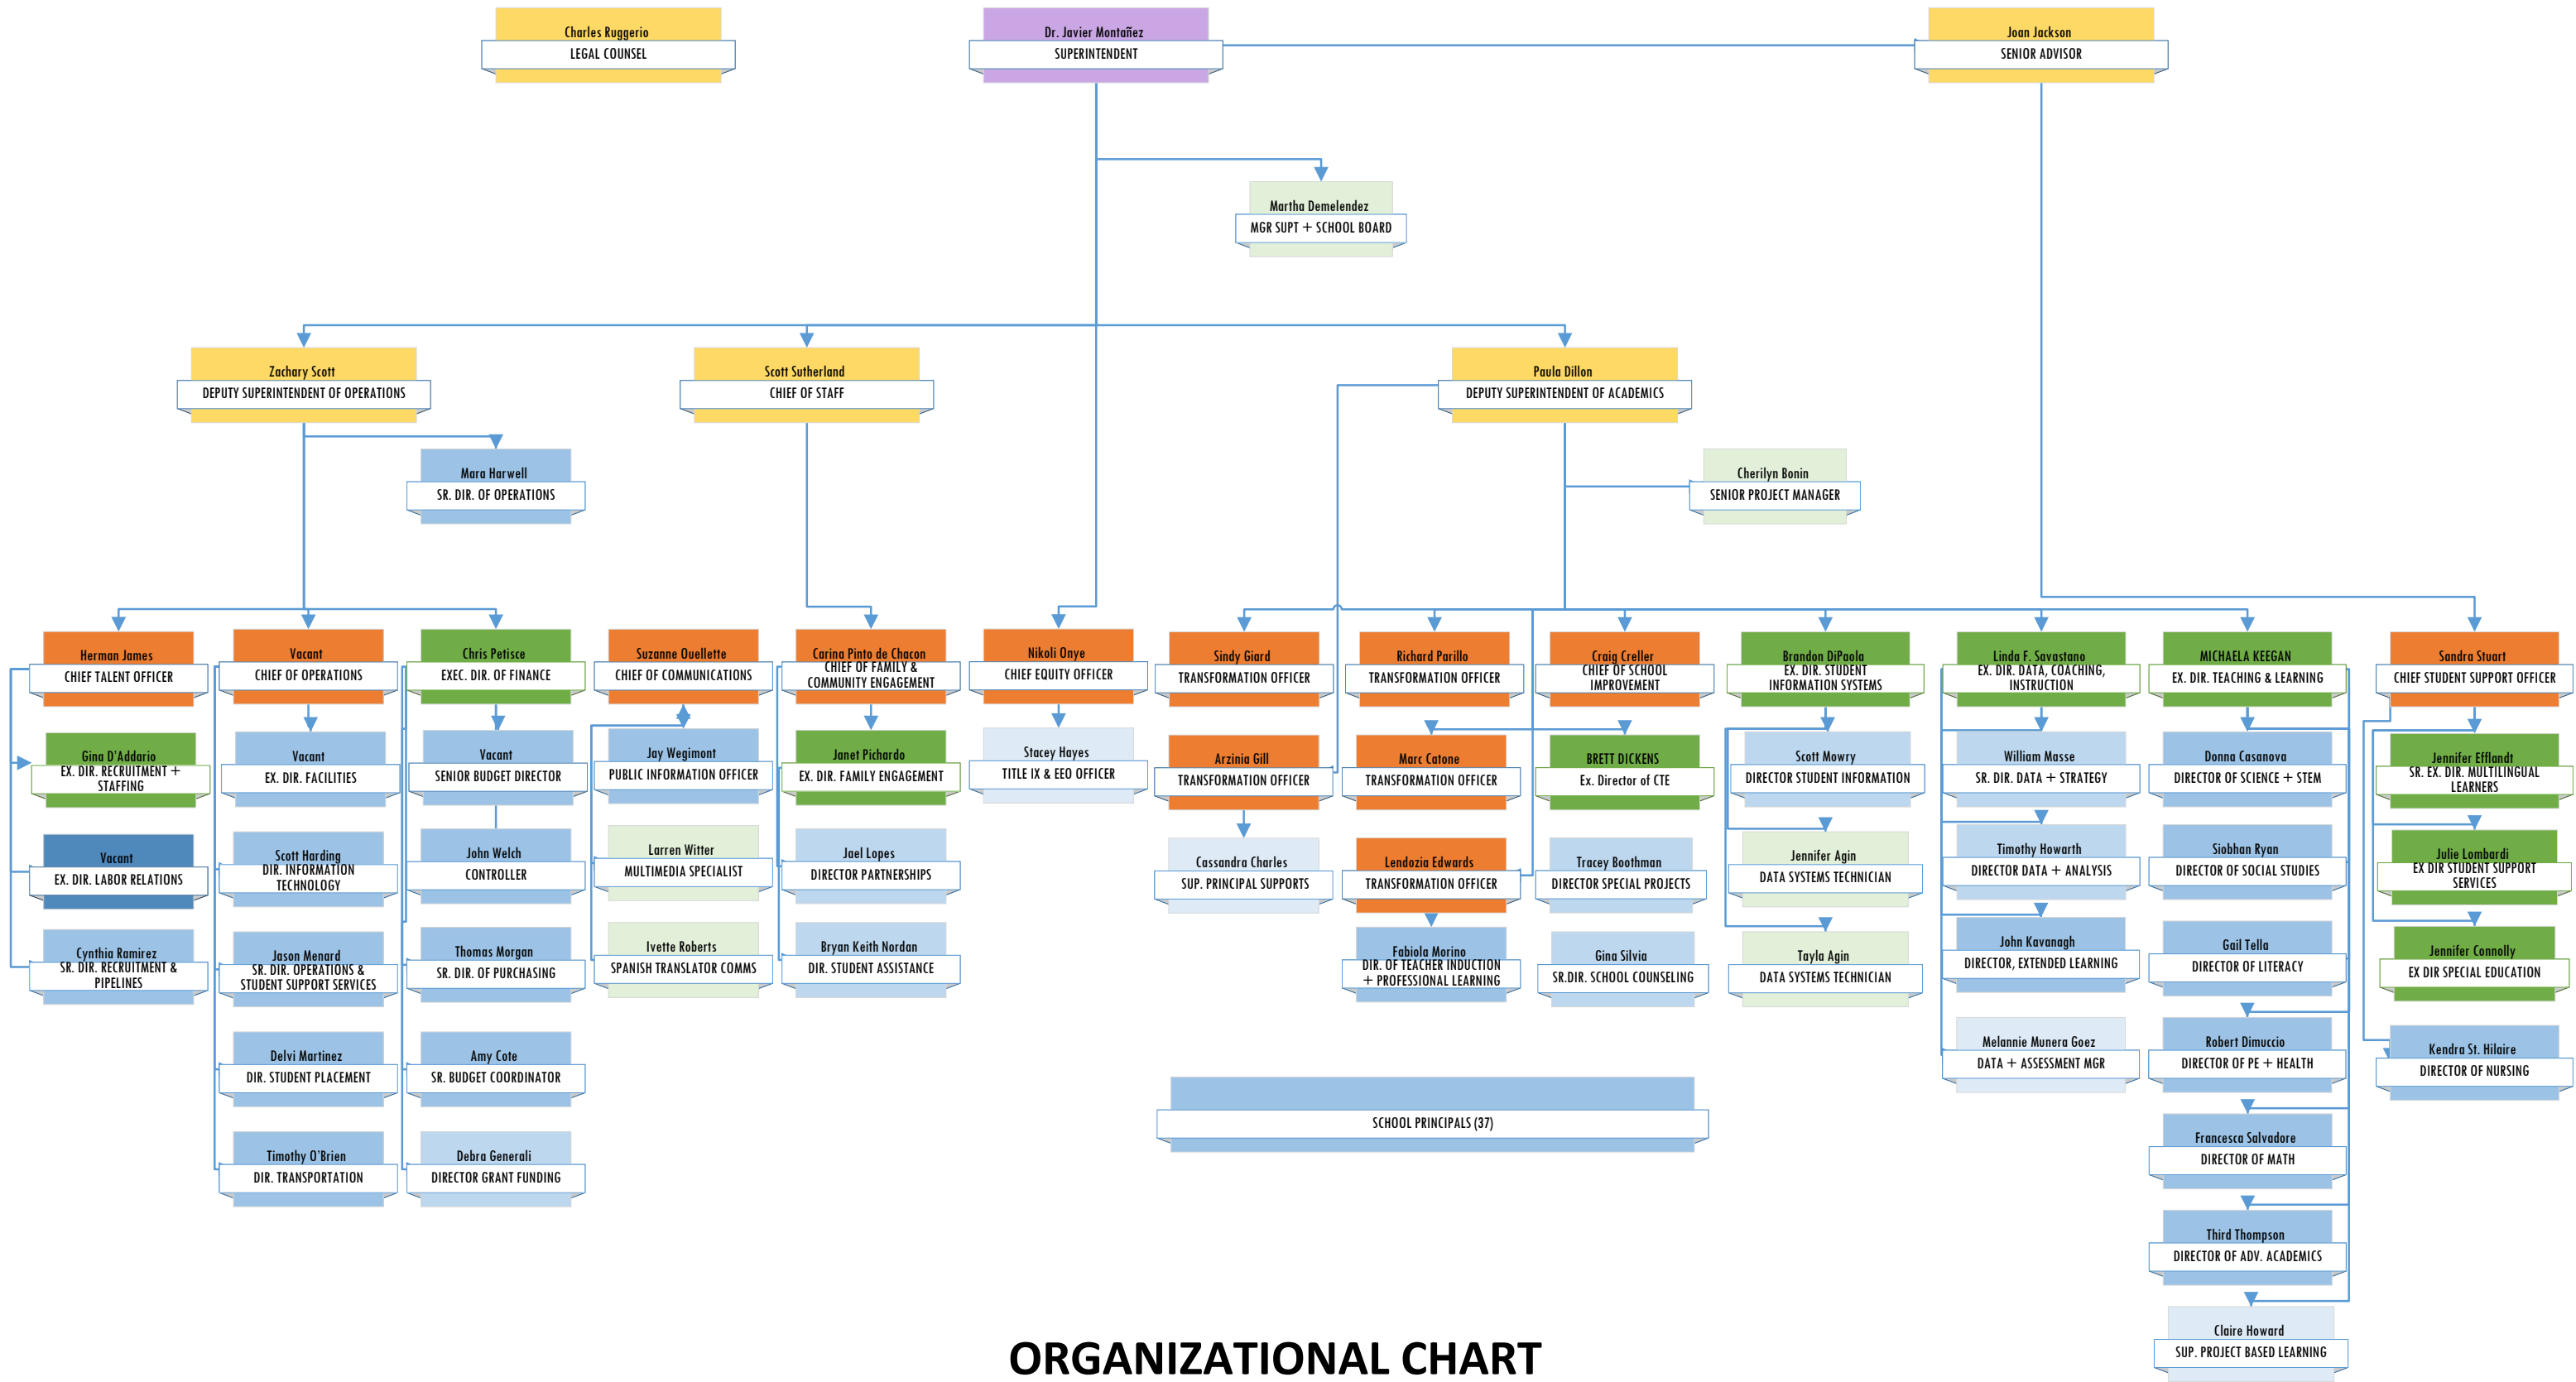 Charles Ruggerio
LEGAL COUNSEL
Dr. Javier Montañez
SUPERINTENDENT
Joan Jackson
SENIOR ADVISOR
Martha Demelendez
MGR SUPT + SCHOOL BOARD
Zachary Scott
DEPUTY SUPERINTENDENT OF OPERATIONS
Scott Sutherland
CHIEF OF STAFF
Paula Dillon
DEPUTY SUPERINTENDENT OF ACADEMICS
Mara Harwell
SR. DIR. OF OPERATIONS
Cherilyn Bonin
SENIOR PROJECT MANAGER
Herman James
CHIEF TALENT OFFICER
Gina D'Addario
EX. DIR. RECRUITMENT +
STAFFING
Vacant
EX. DIR. LABOR RELATIONS
Cynthia Ramirez
SR. DIR. RECRUITMENT &
PIPELINES
Vacant
CHIEF OF OPERATIONS
Vacant
EX. DIR. FACILITIES
Scott Harding
DIR. INFORMATION
TECHNOLOGY
Jason Menard
SR. DIR. OPERATIONS &
STUDENT SUPPORT SERVICES
Delvi Martinez
DIR. STUDENT PLACEMENT
Timothy O'Brien
DIR. TRANSPORTATION
Chris Petisce
EXEC. DIR. OF FINANCE
Vacant
SENIOR BUDGET DIRECTOR
John Welch
CONTROLLER
Thomas Morgan
SR. DIR. OF PURCHASING
Amy Cote
SR. BUDGET COORDINATOR
Debra Generali
DIRECTOR GRANT FUNDING
Suzanne Ouellette
CHIEF OF COMMUNICATIONS
Jay Wegimont
PUBLIC INFORMATION OFFICER
Larren Witter
MULTIMEDIA SPECIALIST
Ivette Roberts
SPANISH TRANSLATOR COMMS
Carina Pinto de Chacon
CHIEF OF FAMILY &
COMMUNITY ENGAGEMENT
Janet Pichardo
EX. DIR. FAMILY ENGAGEMENT
Jael Lopes
DIRECTOR PARTNERSHIPS
Bryan Keith Nordan
DIR. STUDENT ASSISTANCE
Nikoli Onye
CHIEF EQUITY OFFICER
Stacey Hayes
TITLE IX & EEO OFFICER
Sindy Giard
TRANSFORMATION OFFICER
Arzinia Gill
TRANSFORMATION OFFICER
Cassandra Charles
SUP. PRINCIPAL SUPPORTS
Richard Parillo
TRANSFORMATION OFFICER
Marc Catone
TRANSFORMATION OFFICER
Lendozia Edwards
TRANSFORMATION OFFICER
Fabiola Morino
DIR. OF TEACHER INDUCTION
+ PROFESSIONAL LEARNING
Craig Creller
CHIEF OF SCHOOL
IMPROVEMENT
BRETT DICKENS
Ex. Director of CTE
Tracey Boothman
DIRECTOR SPECIAL PROJECTS
Gina Silvia
SR.DIR. SCHOOL COUNSELING
SCHOOL PRINCIPALS (37)
Brandon DiPaola
EX. DIR. STUDENT
INFORMATION SYSTEMS
Scott Mowry
DIRECTOR STUDENT INFORMATION
Jennifer Agin
DATA SYSTEMS TECHNICIAN
Tayla Agin
DATA SYSTEMS TECHNICIAN
Linda F. Savastano
EX. DIR. DATA, COACHING,
INSTRUCTION
William Masse
SR. DIR. DATA + STRATEGY
Timothy Howarth
DIRECTOR DATA + ANALYSIS
John Kavanagh
DIRECTOR, EXTENDED LEARNING
Melannie Munera Goez
DATA + ASSESSMENT MGR
MICHAELA KEEGAN
EX. DIR. TEACHING & LEARNING
Donna Casanova
DIRECTOR OF SCIENCE + STEM
Siobhan Ryan
DIRECTOR OF SOCIAL STUDIES
Gail Tella
DIRECTOR OF LITERACY
Robert Dimuccio
DIRECTOR OF PE + HEALTH
Francesca Salvadore
DIRECTOR OF MATH
Third Thompson
DIRECTOR OF ADV. ACADEMICS
Claire Howard
SUP. PROJECT BASED LEARNING
Sandra Stuart
CHIEF STUDENT SUPPORT OFFICER
Jennifer Efflandt
SR. EX. DIR. MULTILINGUAL
LEARNERS
Julie Lombardi
EX DIR STUDENT SUPPORT
SERVICES
Jennifer Connolly
EX DIR SPECIAL EDUCATION
Kendra St. Hilaire
DIRECTOR OF NURSING
ORGANIZATIONAL CHART